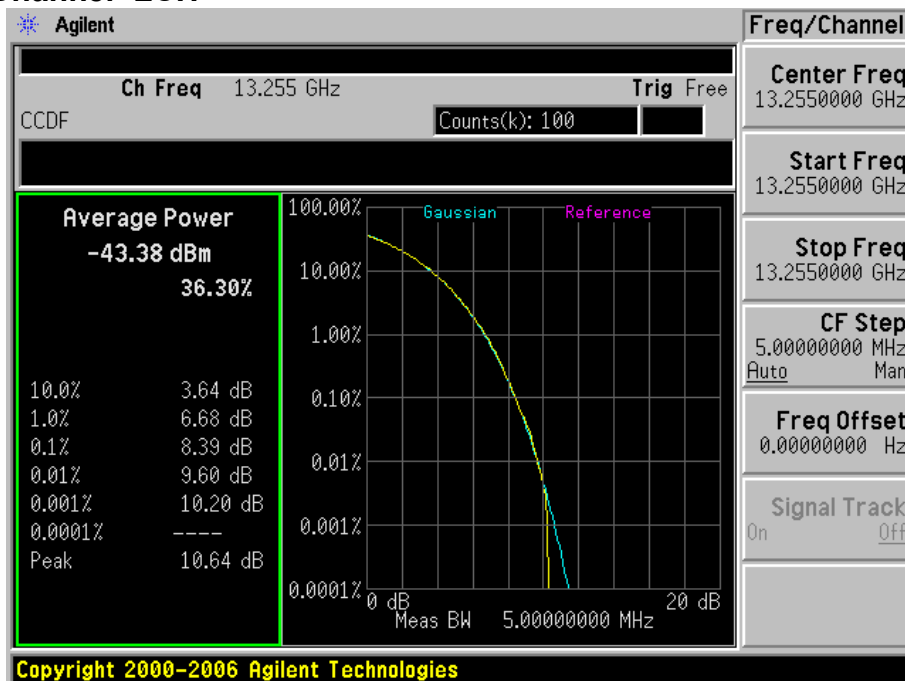 Agilent
Freq/Channel
Ch Freq 13.255 GHz Trig Free
CCDF Counts(k): 100
Average Power
-43.38 dBm
36.30%
10.0% 3.64 dB
1.0% 6.68 dB
0.1% 8.39 dB
0.01% 9.60 dB
0.001% 10.20 dB
0.0001% ----
Peak 10.64 dB
Gaussian Reference
100.00%
10.00%
1.00%
0.10%
0.01%
0.001%
0.0001%
0 dB 20 dB
Meas BW 5.00000000 MHz
Center Freq
13.2550000 GHz
Start Freq
13.2550000 GHz
Stop Freq
13.2550000 GHz
CF Step
5.00000000 MHz
Auto Man
Freq Offset
0.00000000 Hz
Signal Track
On Off
Copyright 2000-2006 Agilent Technologies